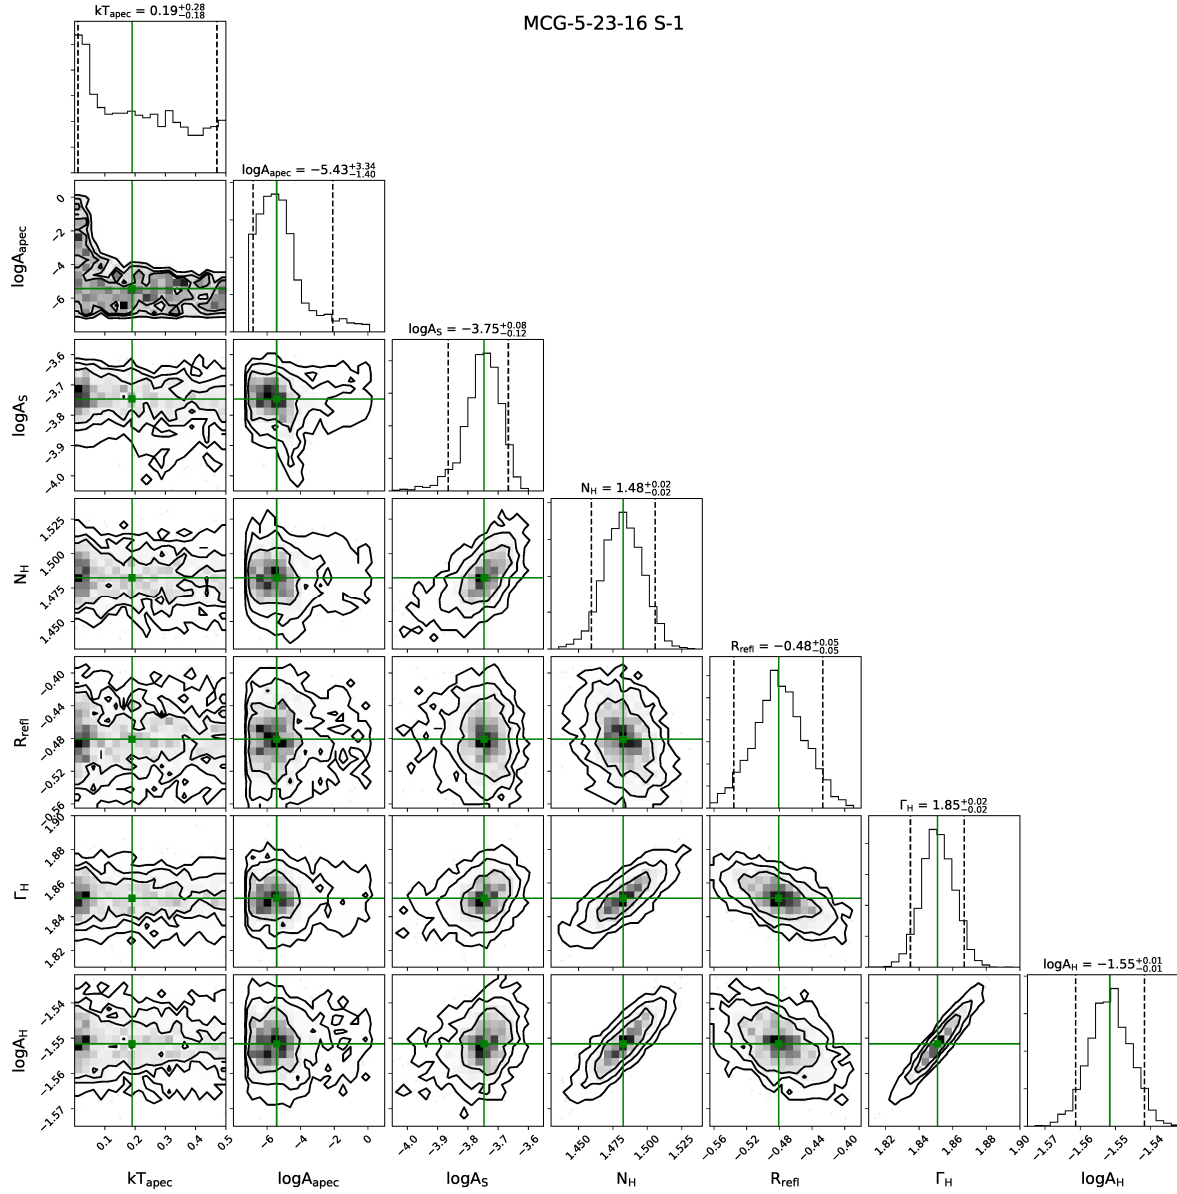 MCG-5-23-16 S-1
kT_apec = 0.19^{+0.28}_{−0.18}
logA_apec = −5.43^{+3.34}_{−1.40}
logA_S = −3.75^{+0.08}_{−0.12}
N_H = 1.48^{+0.02}_{−0.02}
R_refl = −0.48^{+0.05}_{−0.05}
Γ_H = 1.85^{+0.02}_{−0.02}
logA_H = −1.55^{+0.01}_{−0.01}
logA_apec
0
−2
−4
−6
logA_S
−3.6
−3.7
−3.8
−3.9
−4.0
N_H
1.525
1.500
1.475
1.450
R_refl
−0.40
−0.44
−0.48
−0.52
−0.56
Γ_H
1.90
1.88
1.86
1.84
1.82
logA_H
−1.54
−1.55
−1.56
−1.57
0.1 0.2 0.3 0.4 0.5
−6 −4 −2 0
−4.0 −3.9 −3.8 −3.7 −3.6
1.450 1.475 1.500 1.525
−0.56 −0.52 −0.48 −0.44 −0.40
1.82 1.84 1.86 1.88 1.90
−1.57 −1.56 −1.55 −1.54
kT_apec logA_apec logA_S N_H R_refl Γ_H logA_H